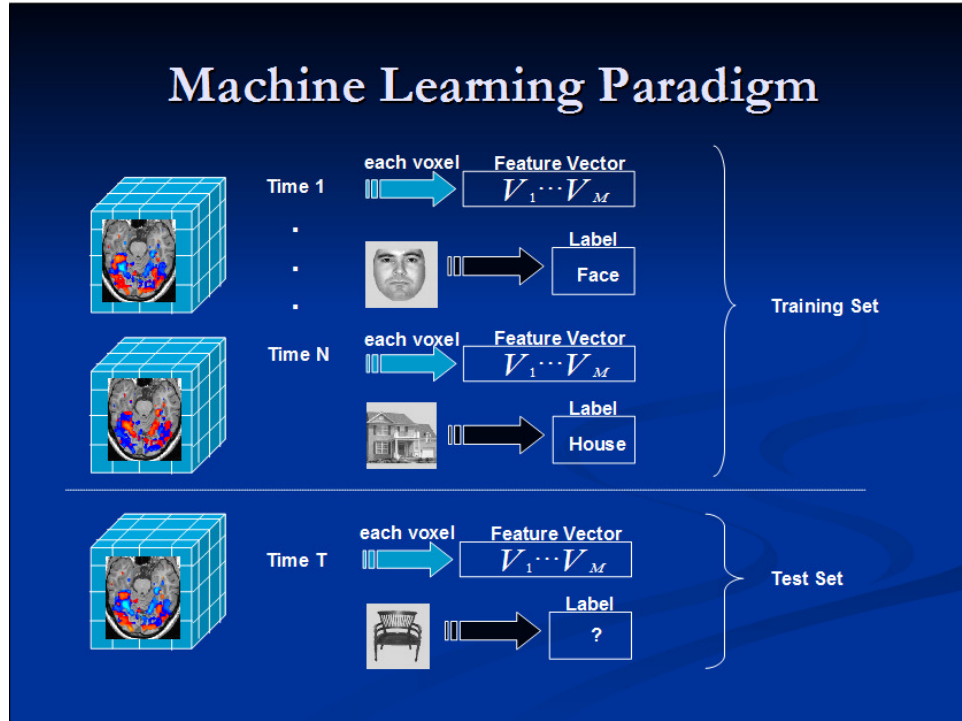 Machine Learning Paradigm
Time 1
each voxel
Feature Vector
V1...VM
.
.
.
Label
Face
Training Set
Time N
each voxel
Feature Vector
V1...VM
Label
House
Time T
each voxel
Feature Vector
V1...VM
Label
?
Test Set